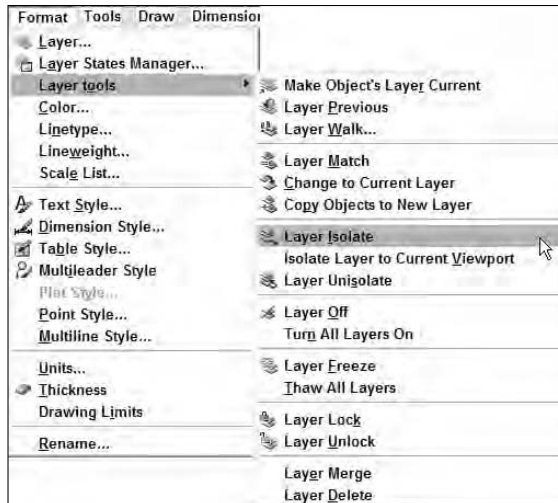 Format Tools Draw Dimension
Layer...
Layer States Manager...
Layer tools
Color...
Linetype...
Lineweight...
Scale List...
Text Style...
Dimension Style...
Table Style...
Multileader Style
Plot Style...
Point Style...
Multiline Style...
Units...
Thickness
Drawing Limits
Rename...
Make Object's Layer Current
Layer Previous
Layer Walk...
Layer Match
Change to Current Layer
Copy Objects to New Layer
Layer Isolate
Isolate Layer to Current Viewport
Layer Unisolate
Layer Off
Turn All Layers On
Layer Freeze
Thaw All Layers
Layer Lock
Layer Unlock
Layer Merge
Layer Delete